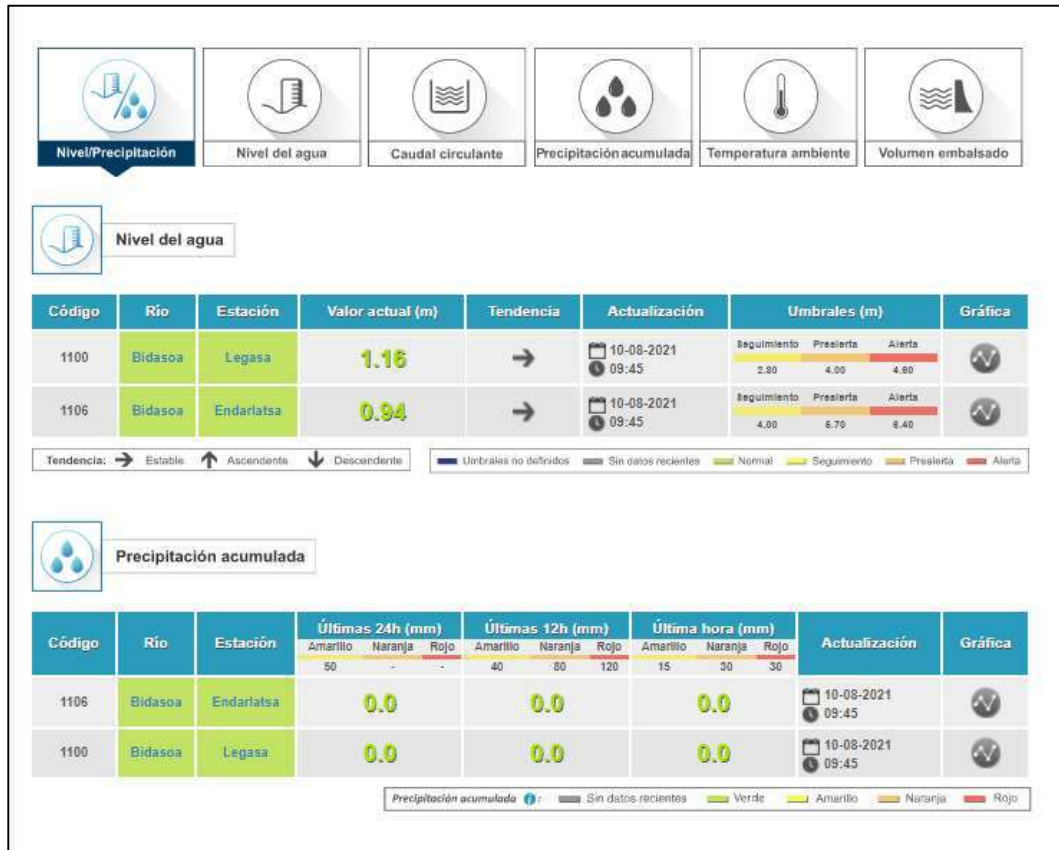 Nivel/Precipitación Nivel del agua Caudal circulante Precipitación acumulada Temperatura ambiente Volumen embalsado
Nivel del agua
Código Río Estación Valor actual (m) Tendencia Actualización Umbrales (m) Gráfica
1100 Bidasoa Legasa 1.16 10-08-2021 09:45 Seguimiento Prealerta Alerta 2.80 4.00 4.60
1106 Bidasoa Endarlatsa 0.94 10-08-2021 09:45 Seguimiento Prealerta Alerta 4.00 5.70 6.40
Tendencia: Estable Ascendente Descendente Umbrales no definidos Sin datos recientes Normal Seguimiento Prealerta Alerta
Precipitación acumulada
Código Río Estación Últimas 24h (mm) Últimas 12h (mm) Última hora (mm) Actualización Gráfica
Amarillo Naranja Rojo Amarillo Naranja Rojo Amarillo Naranja Rojo
50 - - 40 80 120 15 30 30
1106 Bidasoa Endarlatsa 0.0 0.0 0.0 10-08-2021 09:45
1100 Bidasoa Legasa 0.0 0.0 0.0 10-08-2021 09:45
Precipitación acumulada i : Sin datos recientes Verde Amarillo Naranja Rojo